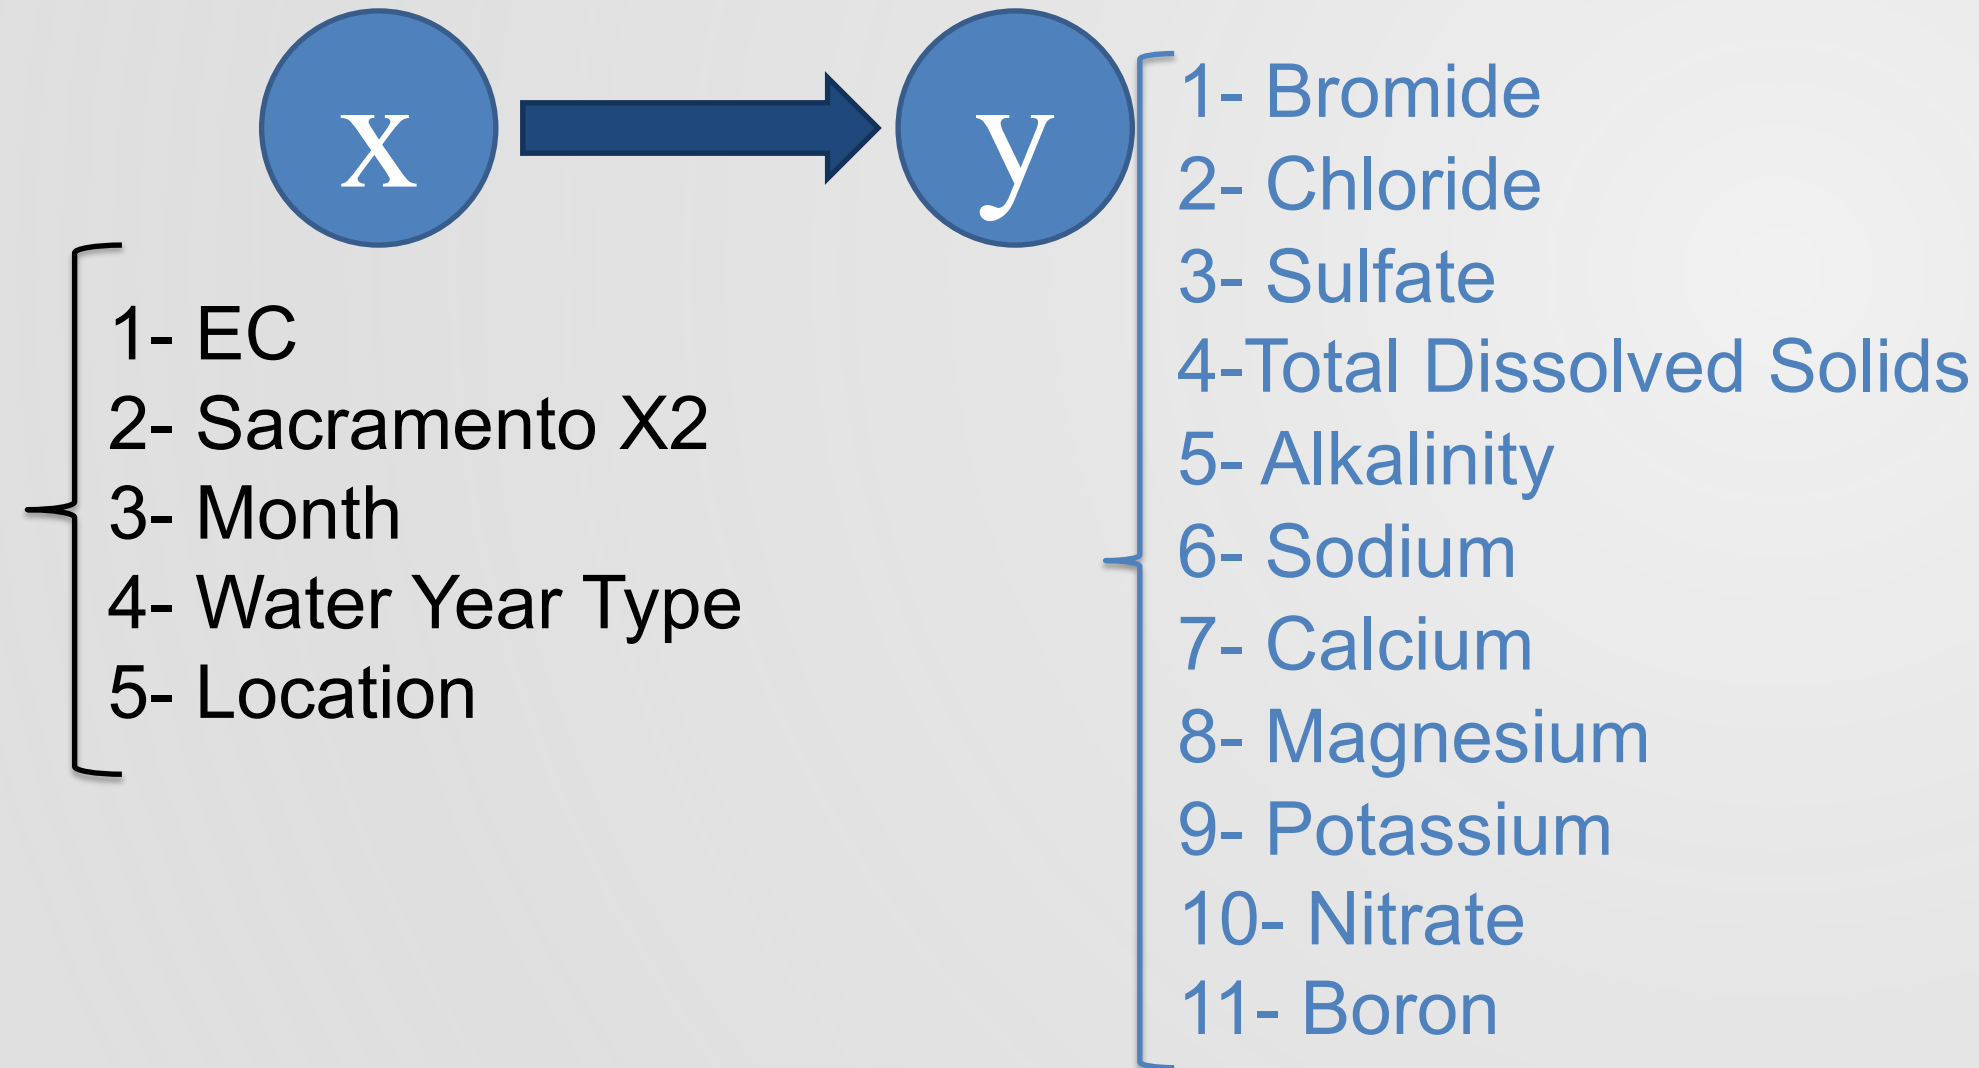 x
y
1- EC
2- Sacramento X2
3- Month
4- Water Year Type
5- Location
1- Bromide
2- Chloride
3- Sulfate
4-Total Dissolved Solids
5- Alkalinity
6- Sodium
7- Calcium
8- Magnesium
9- Potassium
10- Nitrate
11- Boron